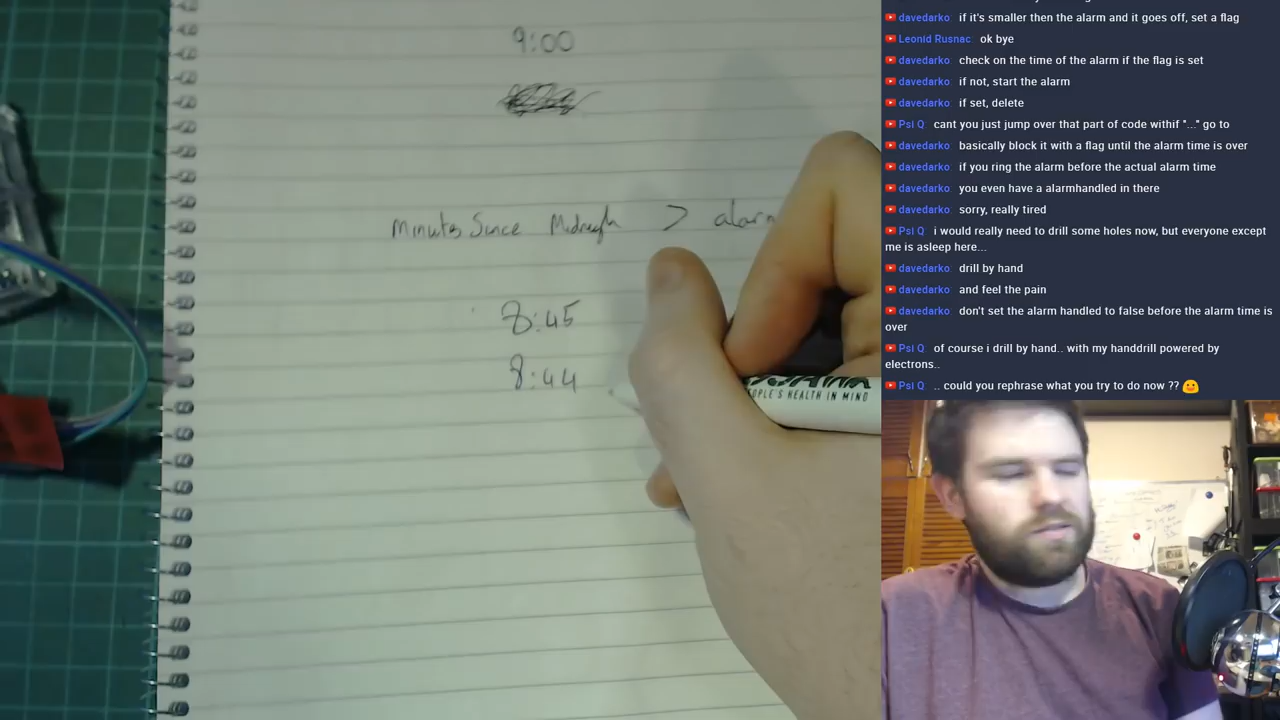 9:00
Minutes Since Midnigh > alarm
8:45
8:44
OPLE'S HEALTH IN MIND
davedarko if it's smaller then the alarm and it goes off, set a flag
Leonid Rusnac ok bye
davedarko check on the time of the alarm if the flag is set
davedarko if not, start the alarm
davedarko if set, delete
Psi Q cant you just jump over that part of code withif "..." go to
davedarko basically block it with a flag until the alarm time is over
davedarko if you ring the alarm before the actual alarm time
davedarko you even have a alarmhandled in there
davedarko sorry, really tired
Psi Q i would really need to drill some holes now, but everyone except
me is asleep here...
davedarko drill by hand
davedarko and feel the pain
davedarko don't set the alarm handled to false before the alarm time is
over
Psi Q of course i drill by hand.. with my handdrill powered by
electrons..
Psi Q .. could you rephrase what you try to do now ??